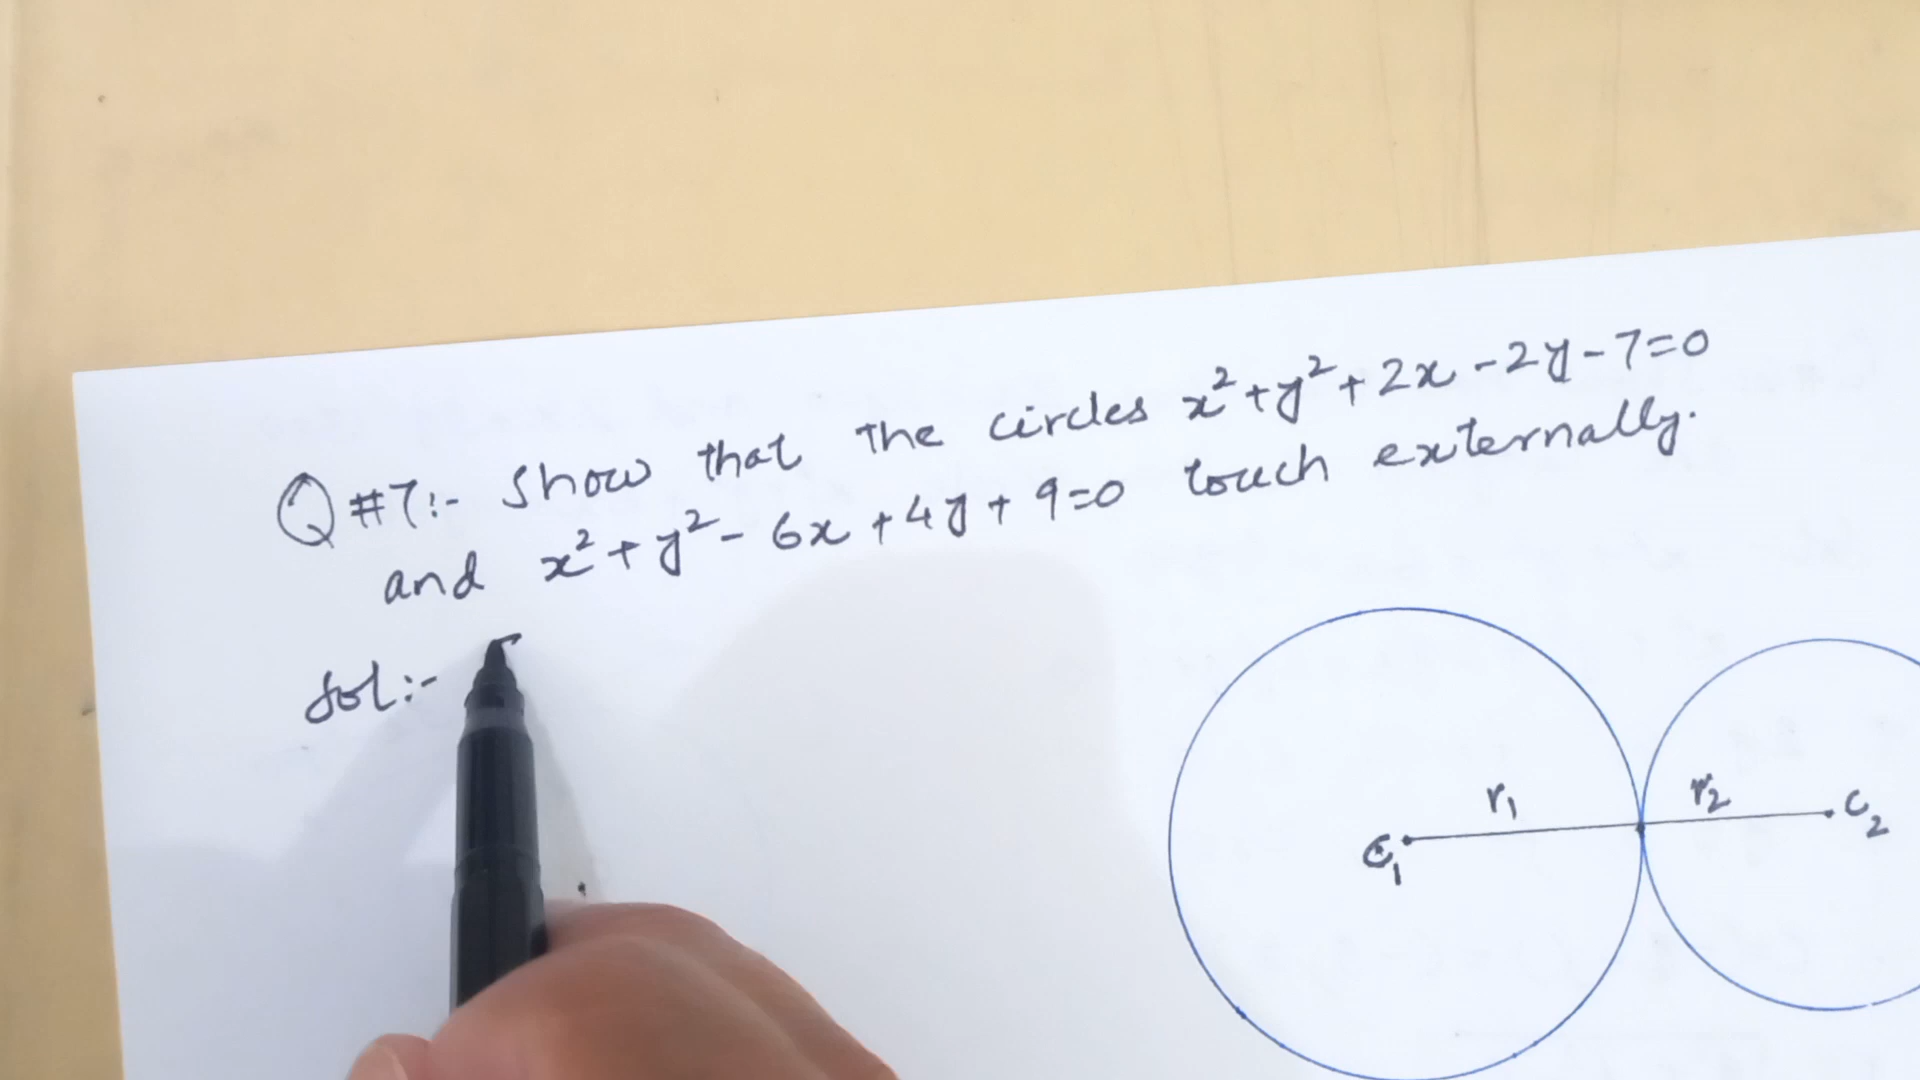 Q#7:- Show that the circles x²+y²+2x-2y-7=0
and x²+y²-6x+4y+9=0 touch externally.
Sol:-
r₁ r₂
C₁ C₂